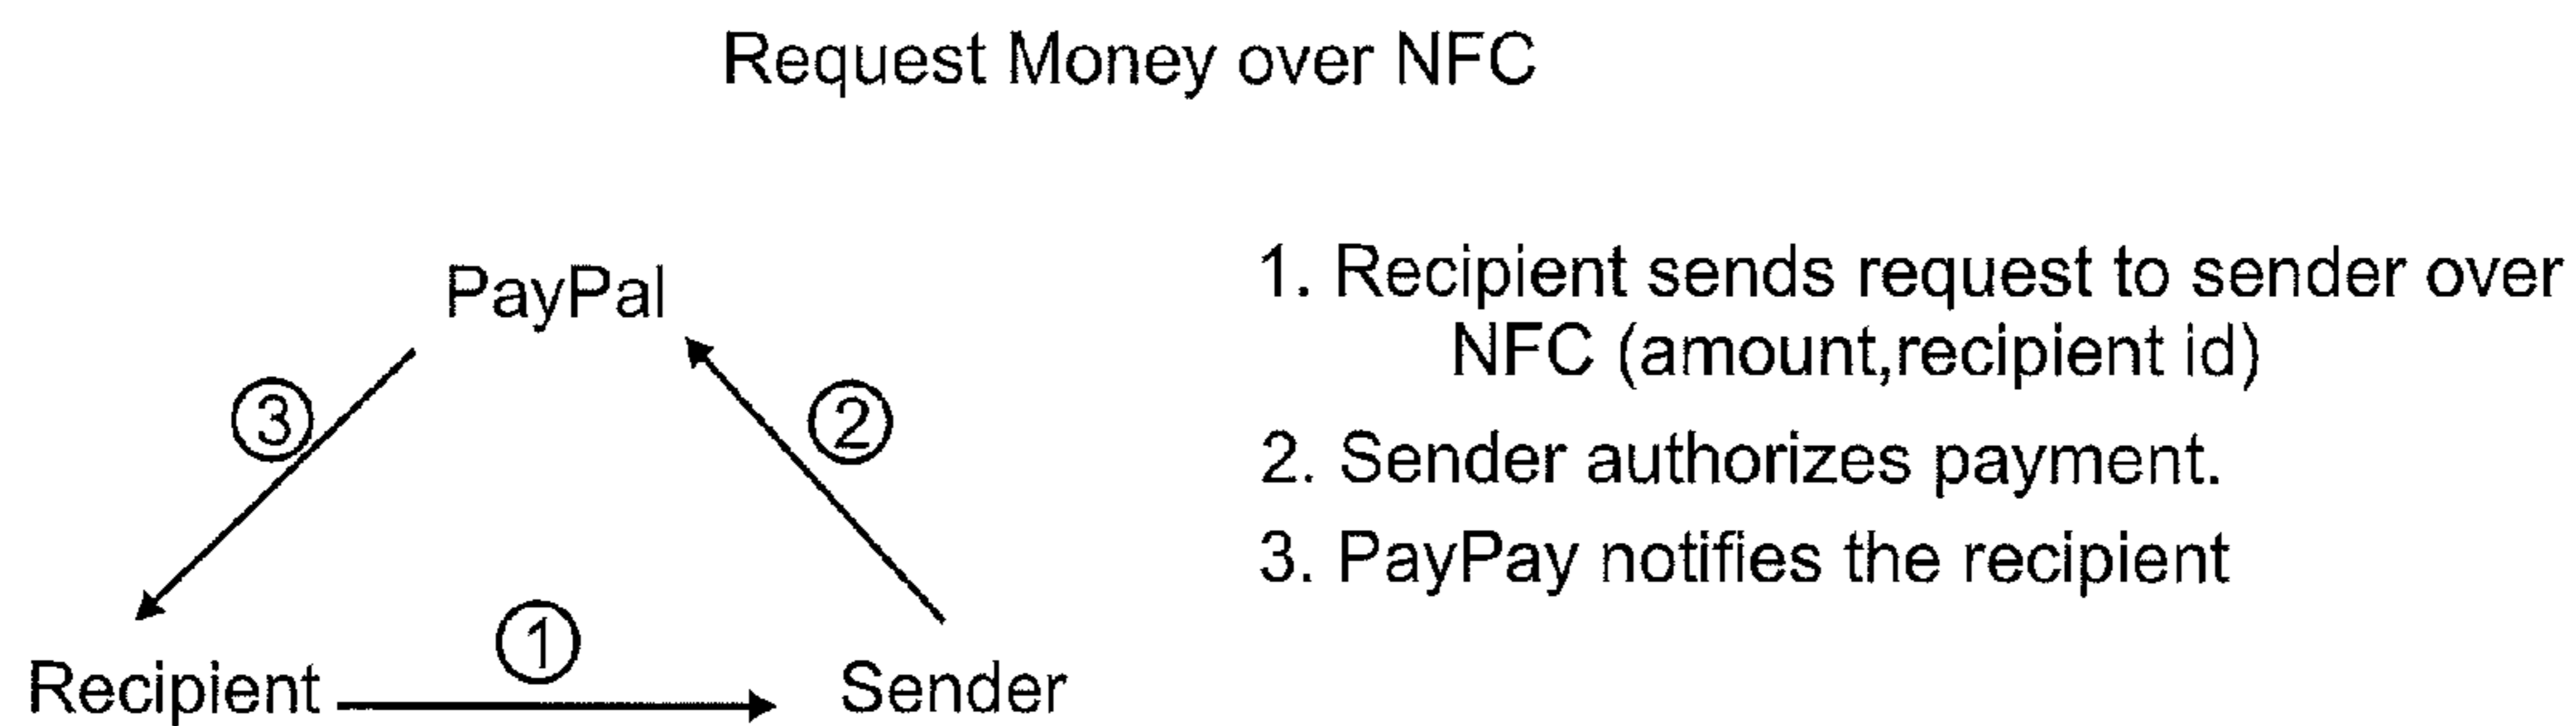 Request Money over NFC
PayPal
1. Recipient sends request to sender over
NFC (amount,recipient id)
3
2
2. Sender authorizes payment.
3. PayPay notifies the recipient
1
Recipient
Sender